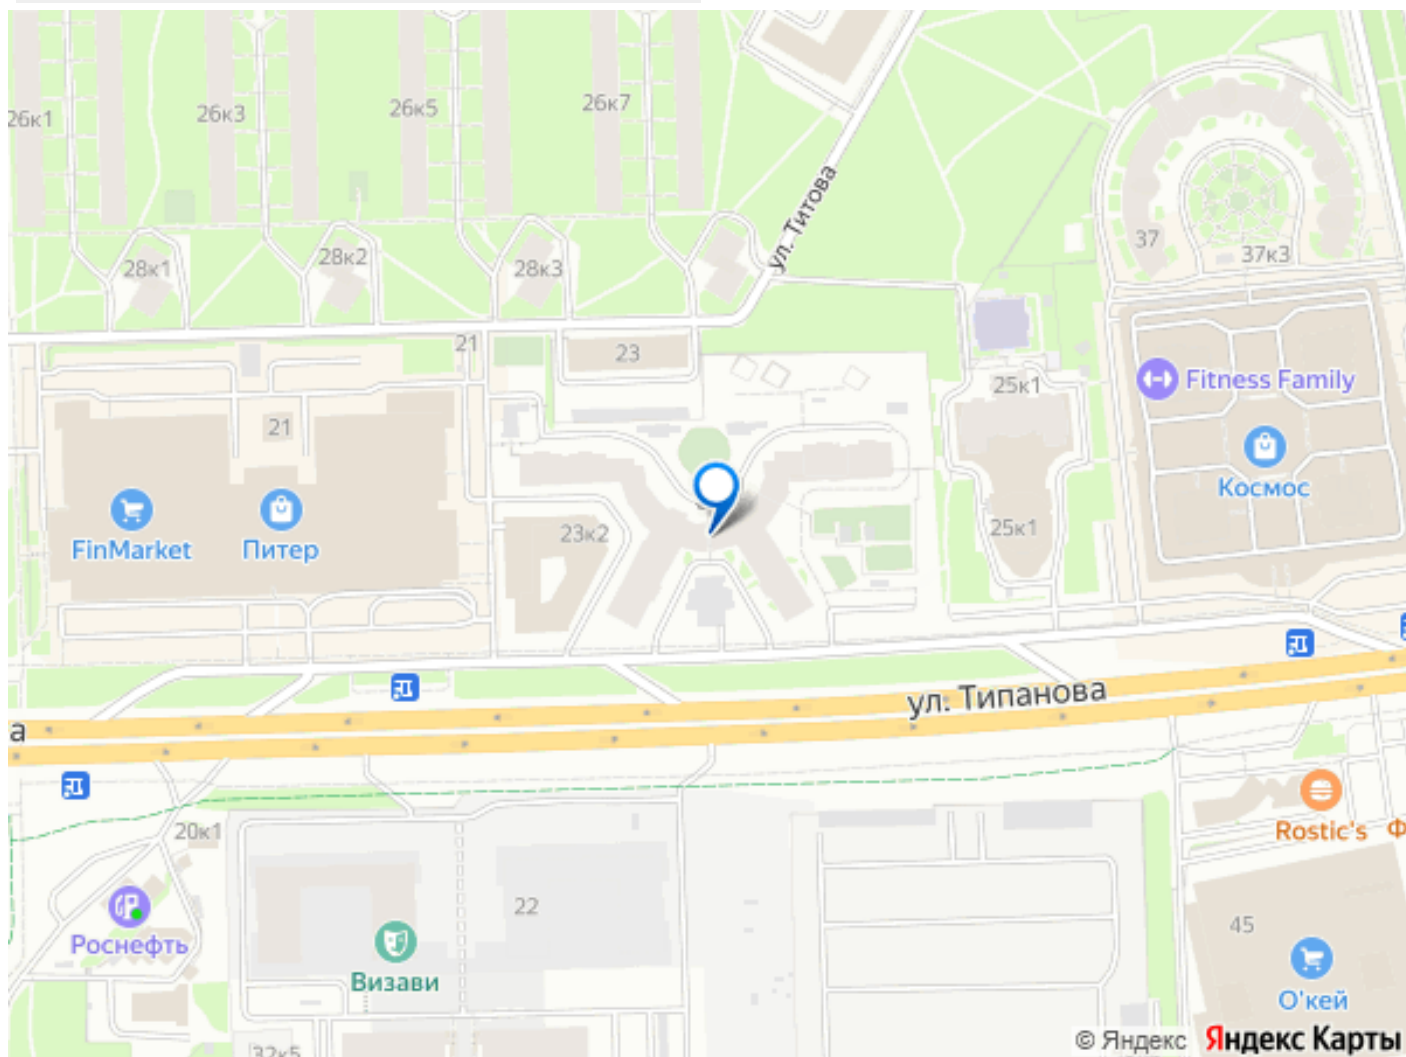 26к1
26к3
26к5
26к7
ул. Титова
28к1
28к2
28к3
37
37к3
21
23
25к1
Fitness Family
21
Космос
FinMarket
Питер
23к2
25к1
ул. Типанова
а
20к1
Rostic's
Ф
22
45
Роснефть
Визави
О'кей
32к5
© Яндекс Яндекс Карты